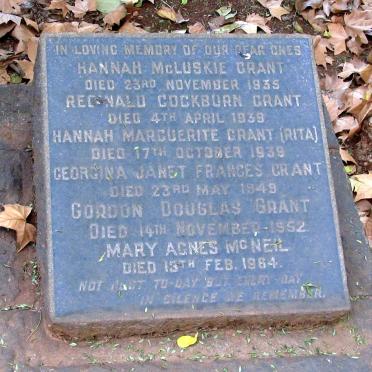 IN LOVING MEMORY OF OUR DEAR ONES
HANNAH McLUSKIE GRANT
DIED 23RD NOVEMBER 1935
REGINALD COCKBURN GRANT
DIED 4TH APRIL 1939
HANNAH MARGUERITE GRANT (RITA)
DIED 17TH OCTOBER 1939
GEORGINA JANET FRANCES GRANT
DIED 23RD MAY 1949
GORDON DOUGLAS GRANT
DIED 14TH NOVEMBER 1952
MARY AGNES McNEIL
DIED 13TH FEB. 1964
NOT JUST TO-DAY BUT EVERY DAY
IN SILENCE WE REMEMBER.